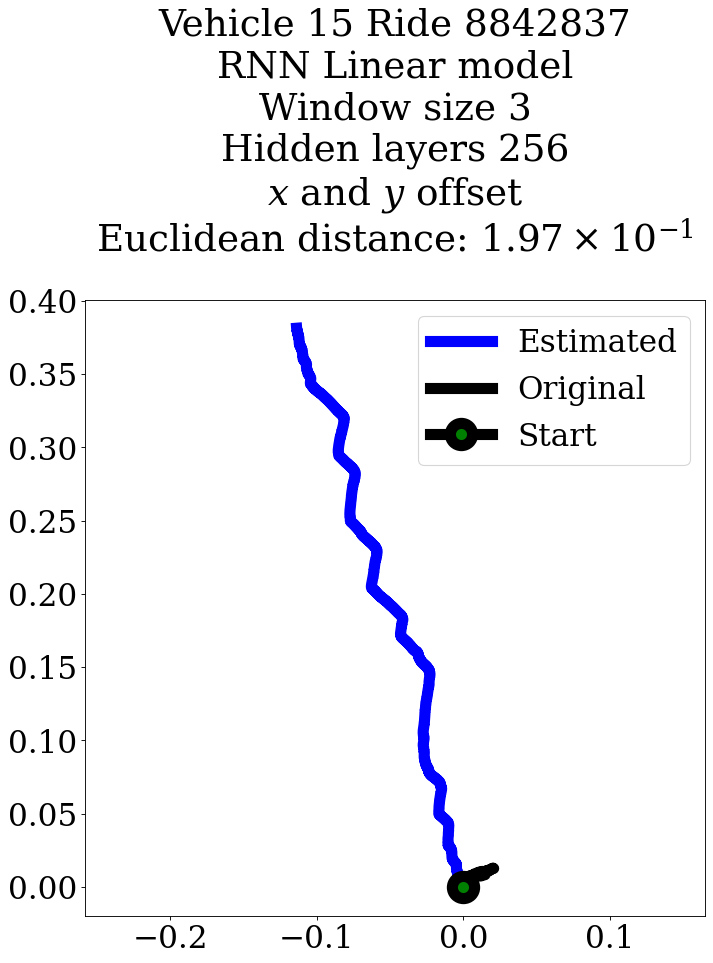 Vehicle 15 Ride 8842837
RNN Linear model
Window size 3
Hidden layers 256
x and y offset
Euclidean distance: 1.97 × 10⁻¹
0.40
0.35
0.30
0.25
0.20
0.15
0.10
0.05
0.00
Estimated
Original
Start
−0.2 −0.1 0.0 0.1